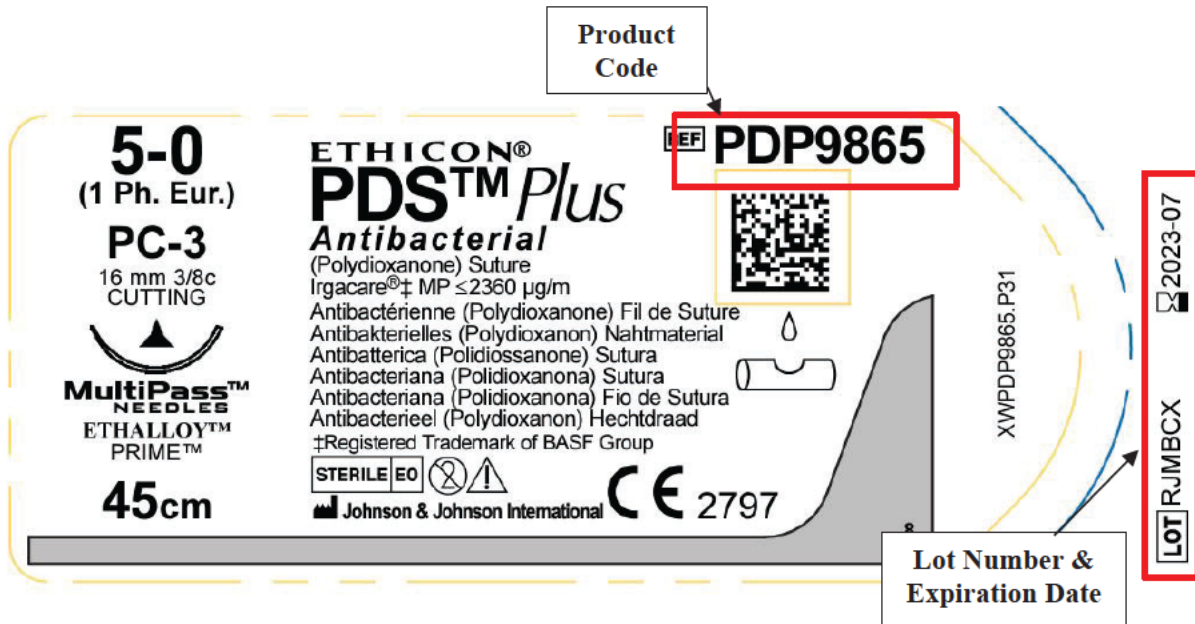 Product
Code
5-0
(1 Ph. Eur.)
PC-3
16 mm 3/8c
CUTTING
MultiPass™
NEEDLES
ETHALLOY™
PRIME™
45cm
ETHICON®
PDS™ Plus
Antibacterial
(Polydioxanone) Suture
Irgacare®‡ MP ≤2360 µg/m
Antibactérienne (Polydioxanone) Fil de Suture
Antibakterielles (Polydioxanon) Nahtmaterial
Antibatterica (Polidiossanone) Sutura
Antibacteriana (Polidioxanona) Sutura
Antibacteriana (Polidioxanona) Fio de Sutura
Antibacterieel (Polydioxanon) Hechtdraad
‡Registered Trademark of BASF Group
STERILE EO
Johnson & Johnson International CE 2797
REF PDP9865
8
XWPDP9865.P31
LOT RJMBCX 2023-07
Lot Number &
Expiration Date